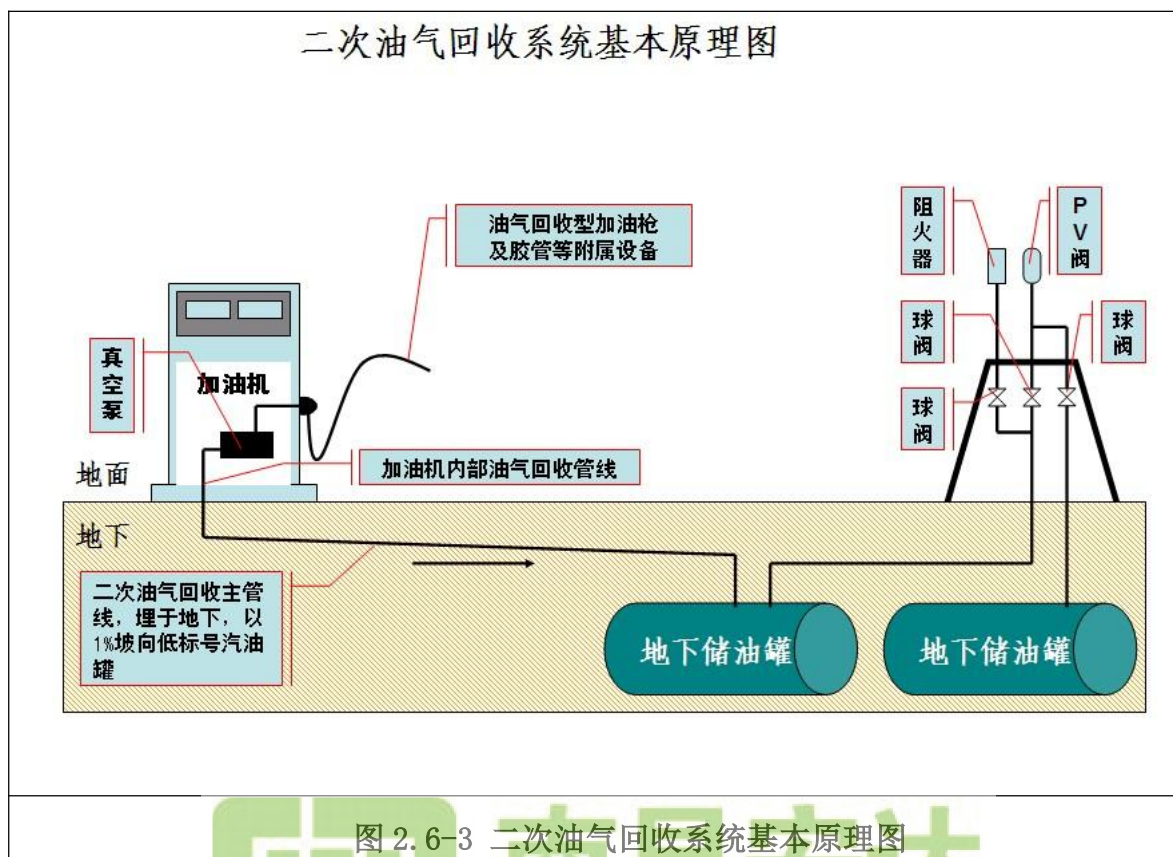 二次油气回收系统基本原理图
油气回收型加油枪
及胶管等附属设备
阻
火
器
P
V
阀
真
空
泵
加油机
球
阀
球
阀
球
阀
地面
加油机内部油气回收管线
地下
二次油气回收主管
线，埋于地下，以
1%坡向低标号汽油
罐
地下储油罐
地下储油罐
图 2.6-3 二次油气回收系统基本原理图